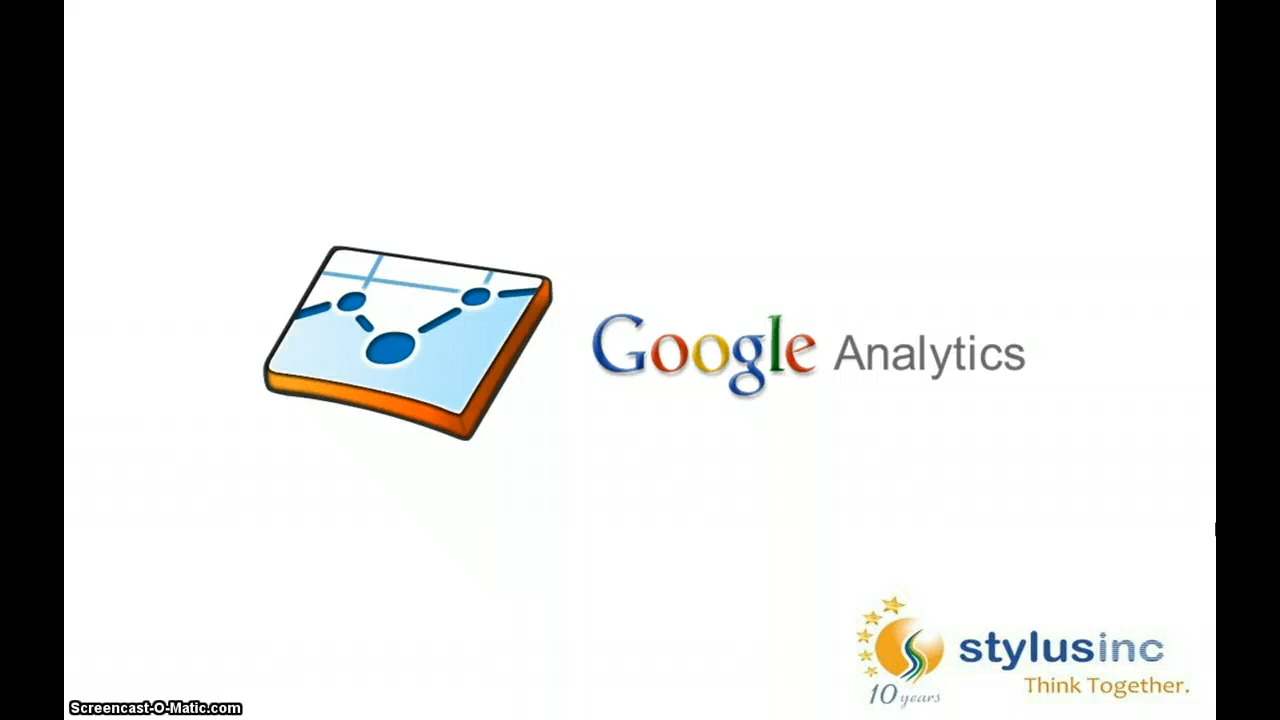 Google Analytics
stylusinc
Think Together.
10 years
Screencast-O-Matic.com